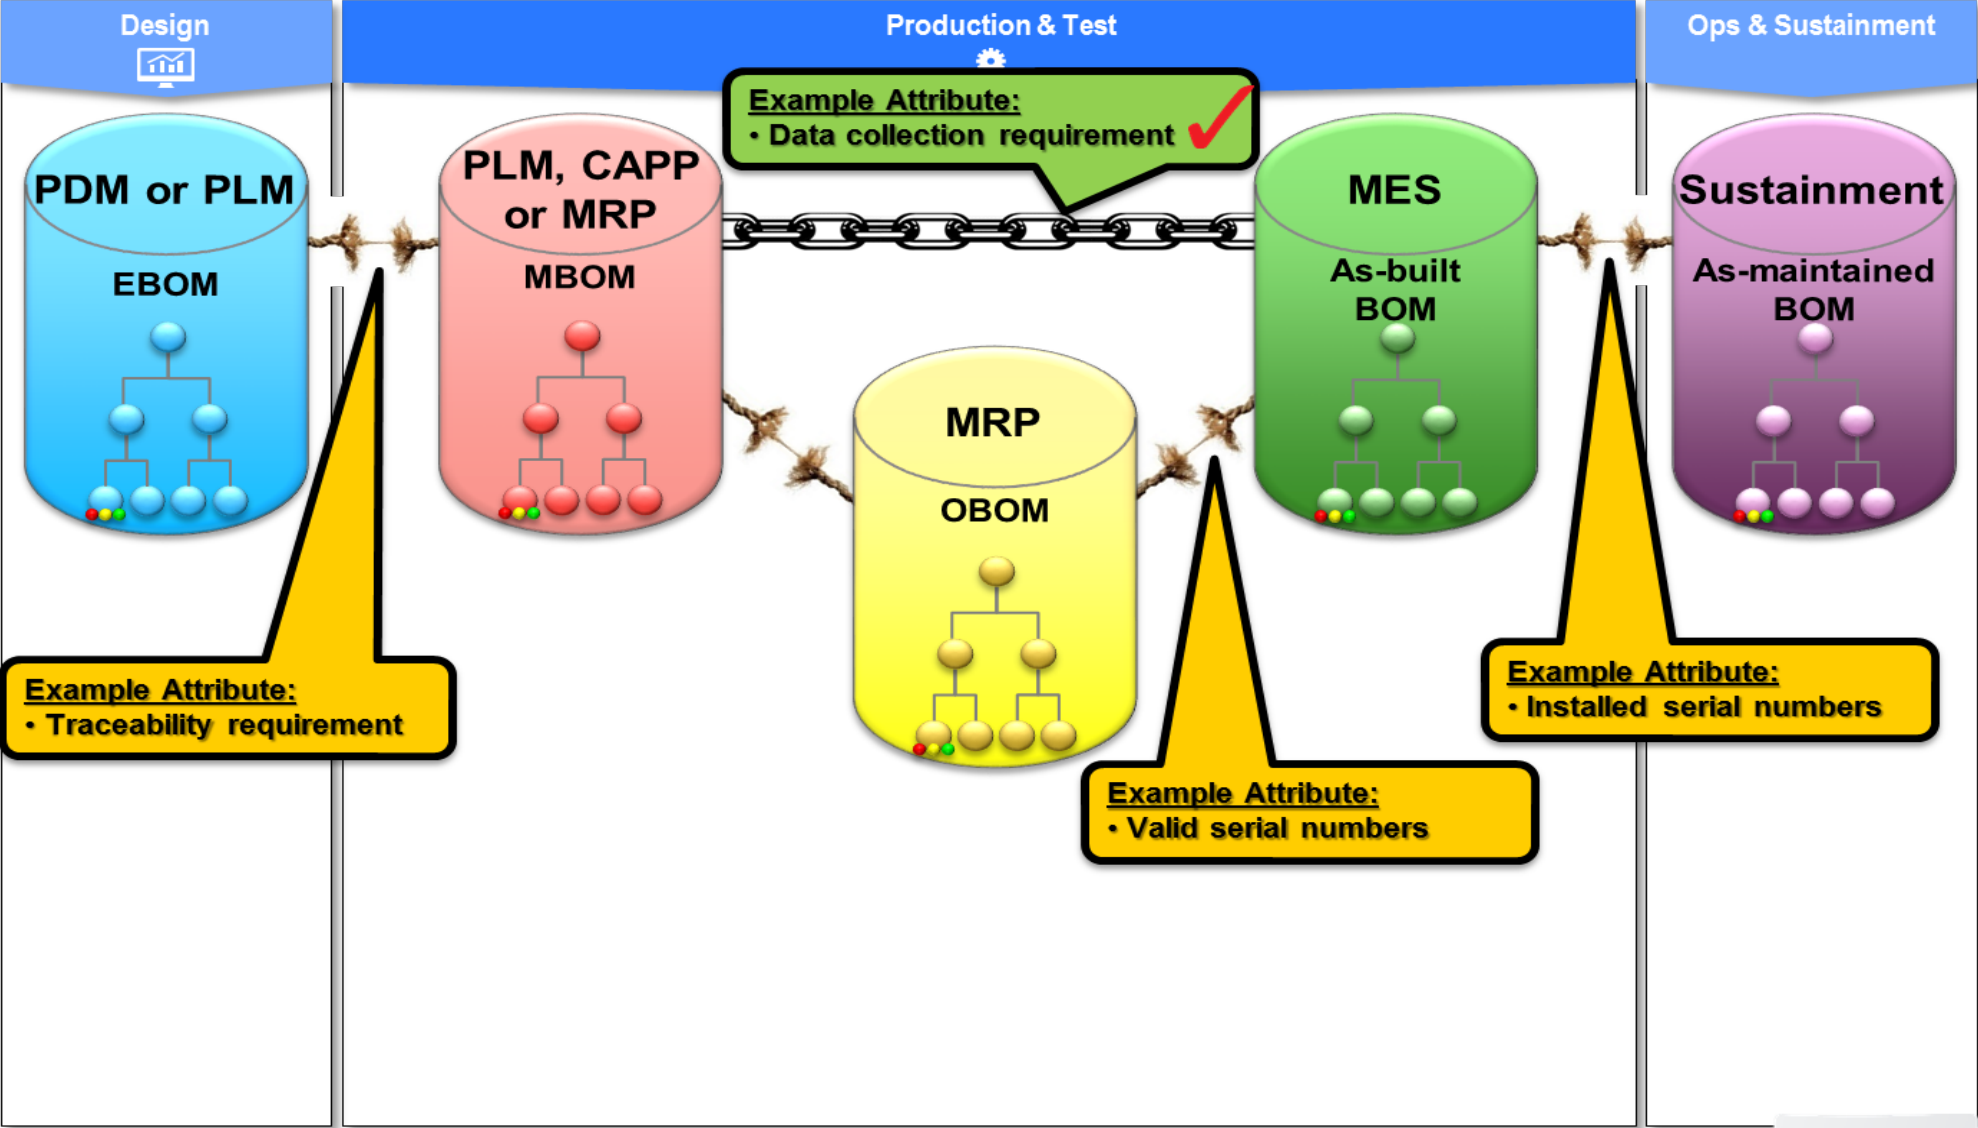 Design
Production & Test
Ops & Sustainment
Example Attribute:
• Data collection requirement
PDM or PLM
EBOM
PLM, CAPP
or MRP
MBOM
MES
As-built
BOM
Sustainment
As-maintained
BOM
MRP
OBOM
Example Attribute:
• Traceability requirement
Example Attribute:
• Valid serial numbers
Example Attribute:
• Installed serial numbers